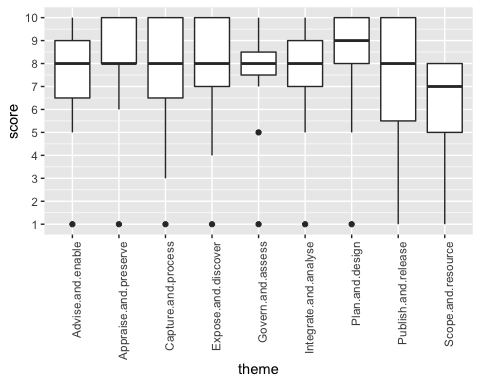 10
9
8
7
6
5
4
3
2
1
score
Advise.and.enable
Appraise.and.preserve
Capture.and.process
Expose.and.discover
Govern.and.assess
Integrate.and.analyse
Plan.and.design
Publish.and.release
Scope.and.resource
theme